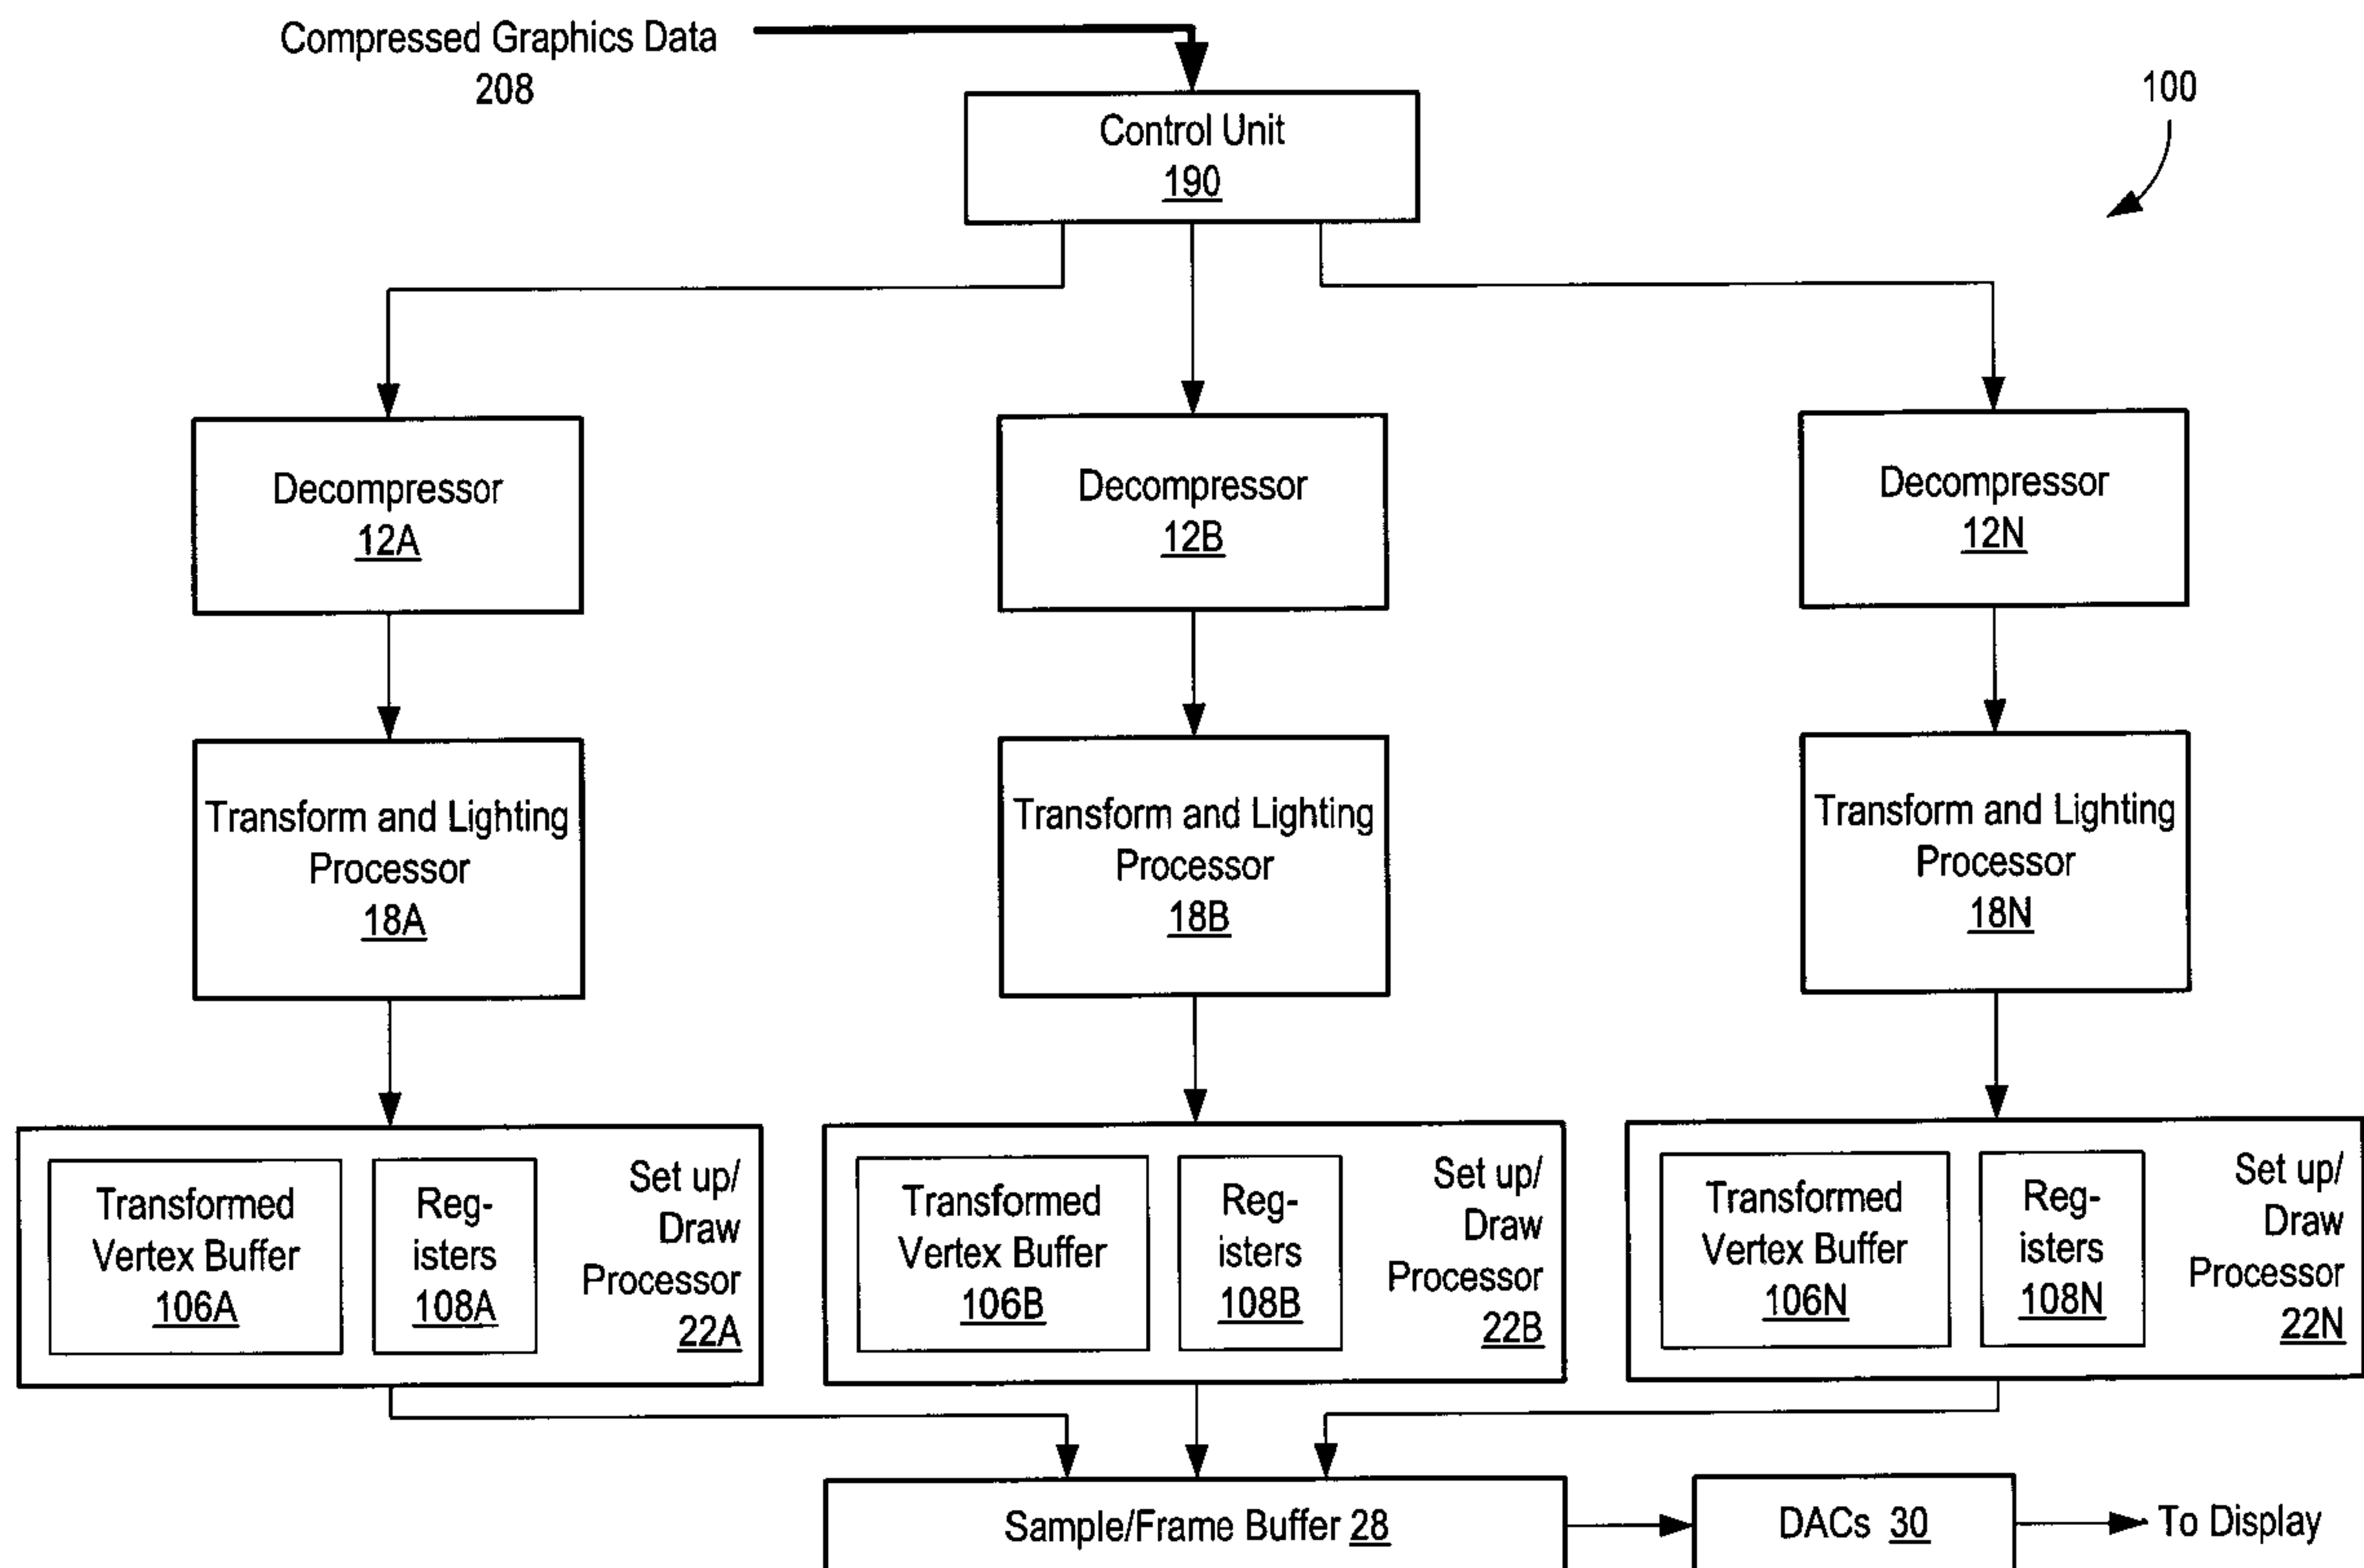 Compressed Graphics Data
208
100
Control Unit
190
Decompressor
12A
Decompressor
12B
Decompressor
12N
Transform and Lighting
Processor
18A
Transform and Lighting
Processor
18B
Transform and Lighting
Processor
18N
Transformed
Vertex Buffer
106A
Reg-
isters
108A
Set up/
Draw
Processor
22A
Transformed
Vertex Buffer
106B
Reg-
isters
108B
Set up/
Draw
Processor
22B
Transformed
Vertex Buffer
106N
Reg-
isters
108N
Set up/
Draw
Processor
22N
Sample/Frame Buffer 28
DACs 30
To Display